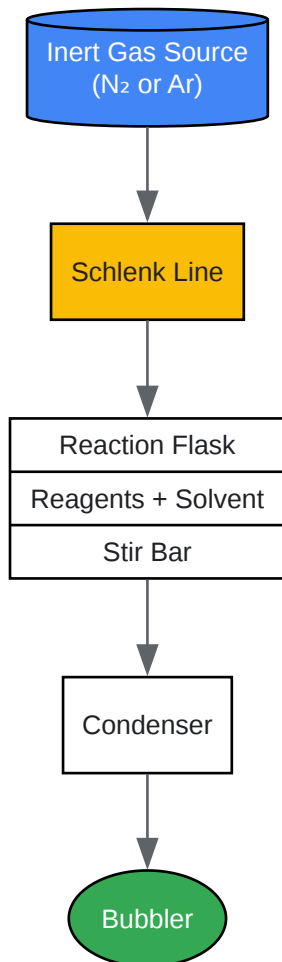 Inert Gas Source
(N₂ or Ar)
Schlenk Line
Reaction Flask
Reagents + Solvent
Stir Bar
Condenser
Bubbler